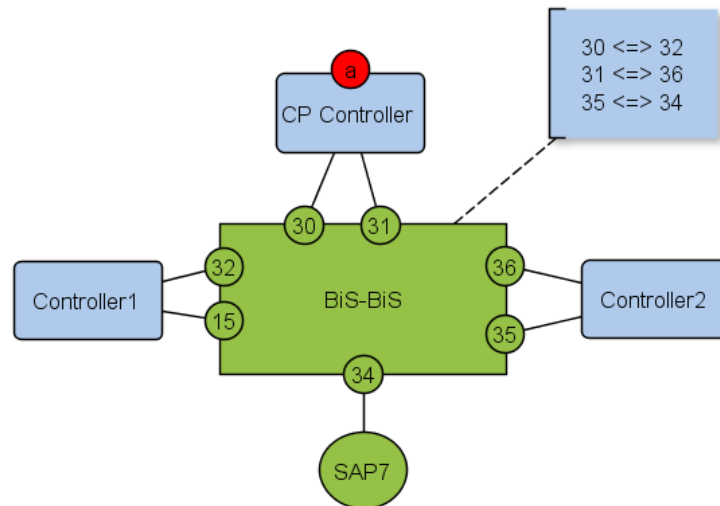 a
CP Controller
30 <=> 32
31 <=> 36
35 <=> 34
30
31
32
36
Controller1
BiS-BiS
Controller2
15
35
34
SAP7